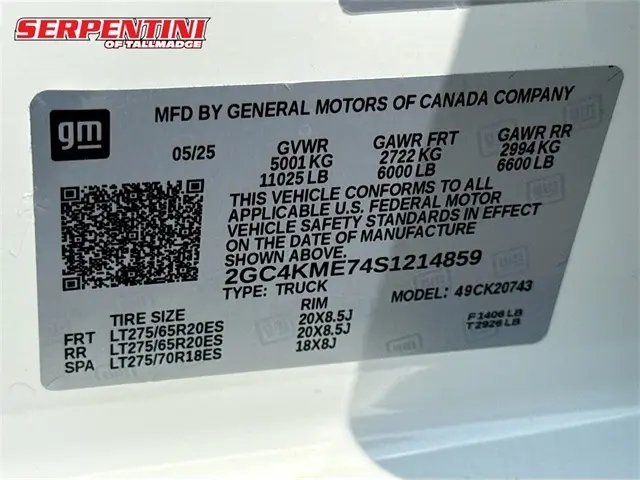 SERPENTINI
OF TALLMADGE
gm
MFD BY GENERAL MOTORS OF CANADA COMPANY
05/25
GVWR
5001 KG
11025 LB
GAWR FRT
2722 KG
6000 LB
GAWR RR
2994 KG
6600 LB
THIS VEHICLE CONFORMS TO ALL
APPLICABLE U.S. FEDERAL MOTOR
VEHICLE SAFETY STANDARDS IN EFFECT
ON THE DATE OF MANUFACTURE
SHOWN ABOVE.
2GC4KME74S1214859
TYPE: TRUCK
MODEL: 49CK20743
TIRE SIZE RIM
FRT LT275/65R20ES 20X8.5J
RR LT275/65R20ES 20X8.5J
SPA LT275/70R18ES 18X8J
F1406 LB
T2926 LB